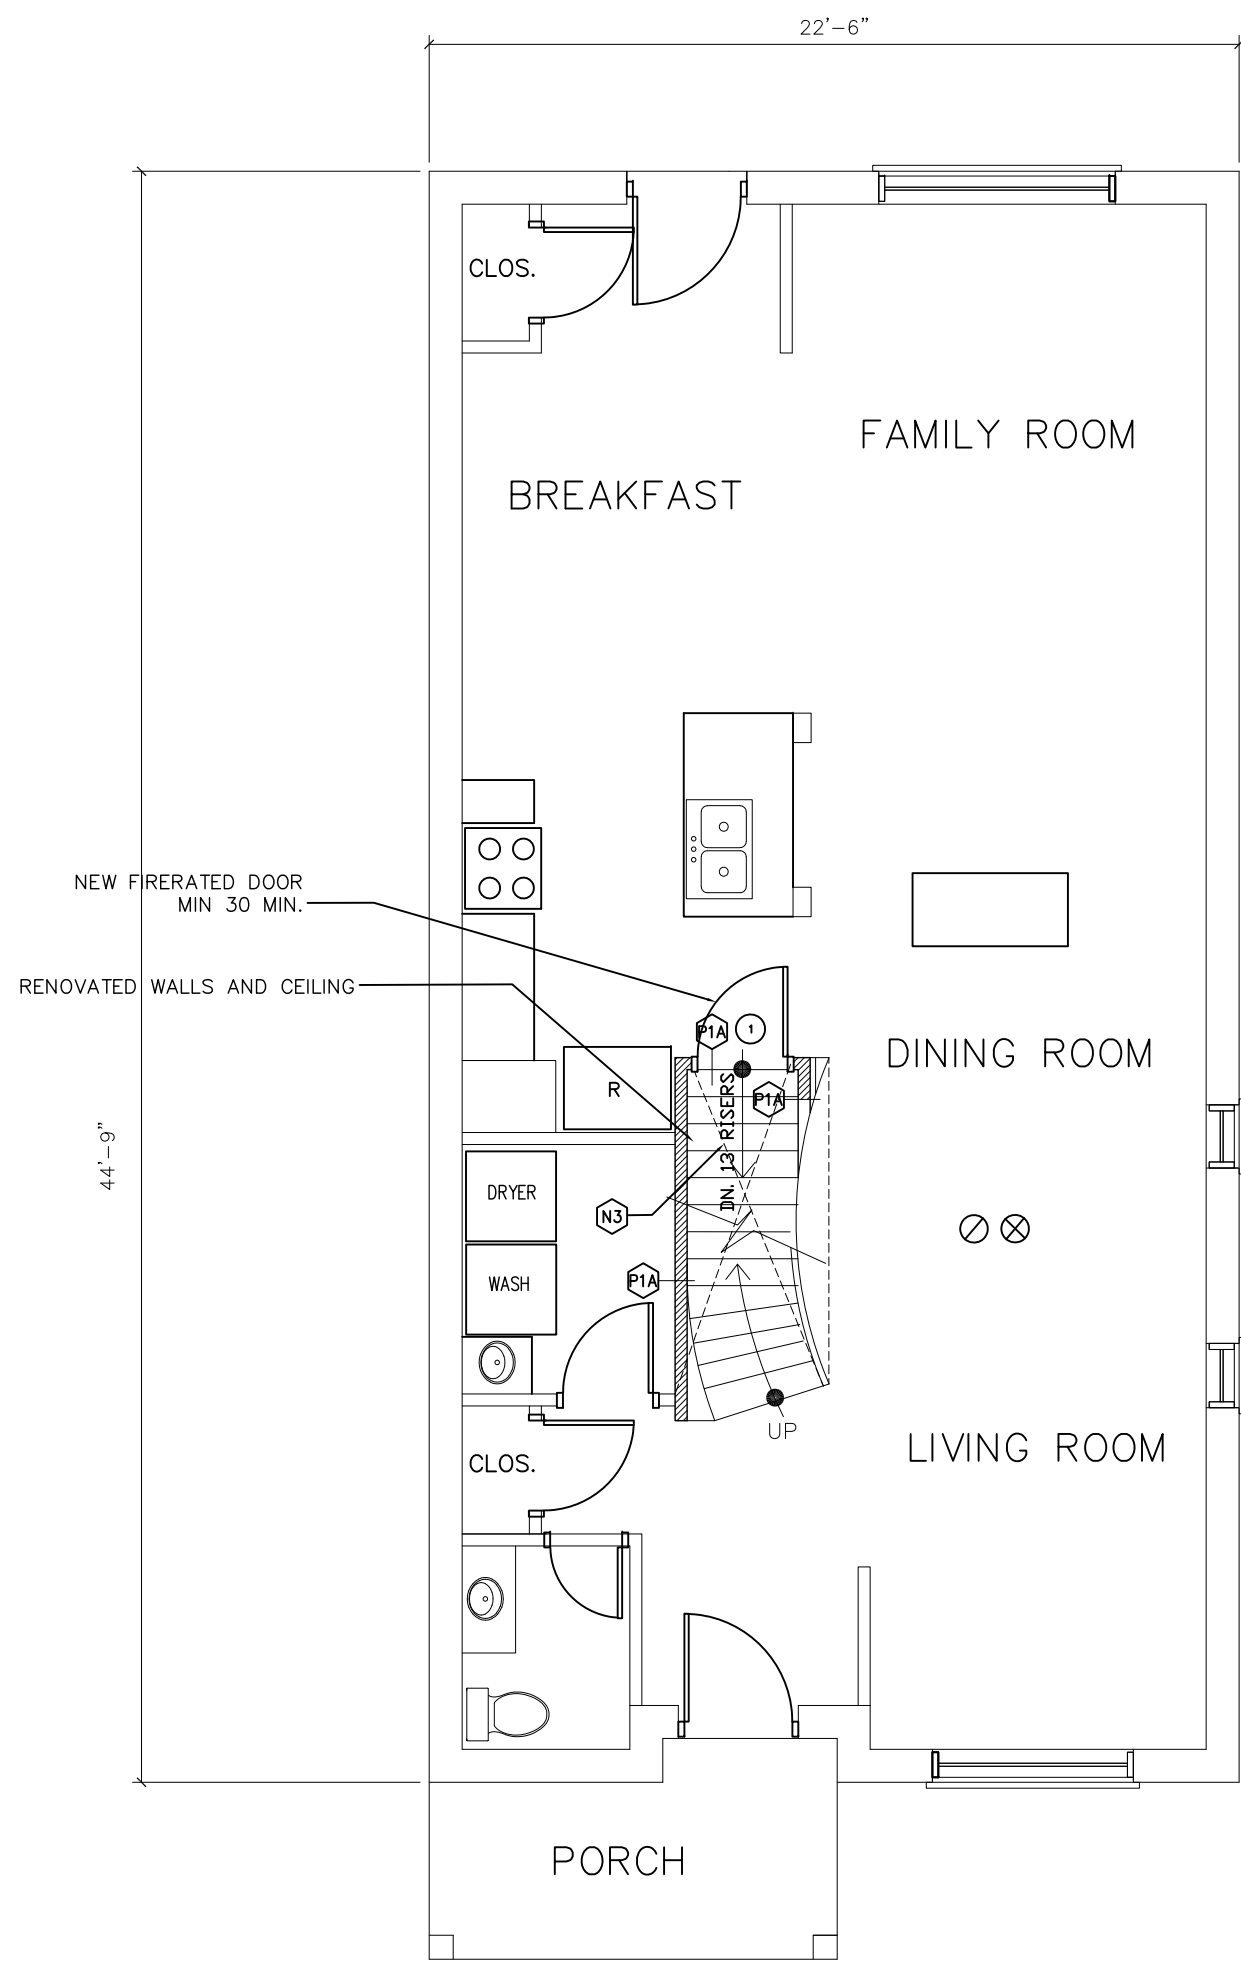 22'-6"
CLOS.
FAMILY ROOM
BREAKFAST
NEW FIRERATED DOOR
MIN 30 MIN.
RENOVATED WALLS AND CEILING
P1A
1
DINING ROOM
R
P1A
DN. 13 RISERS
44'-9"
DRYER
N3
WASH
P1A
UP
LIVING ROOM
CLOS.
PORCH